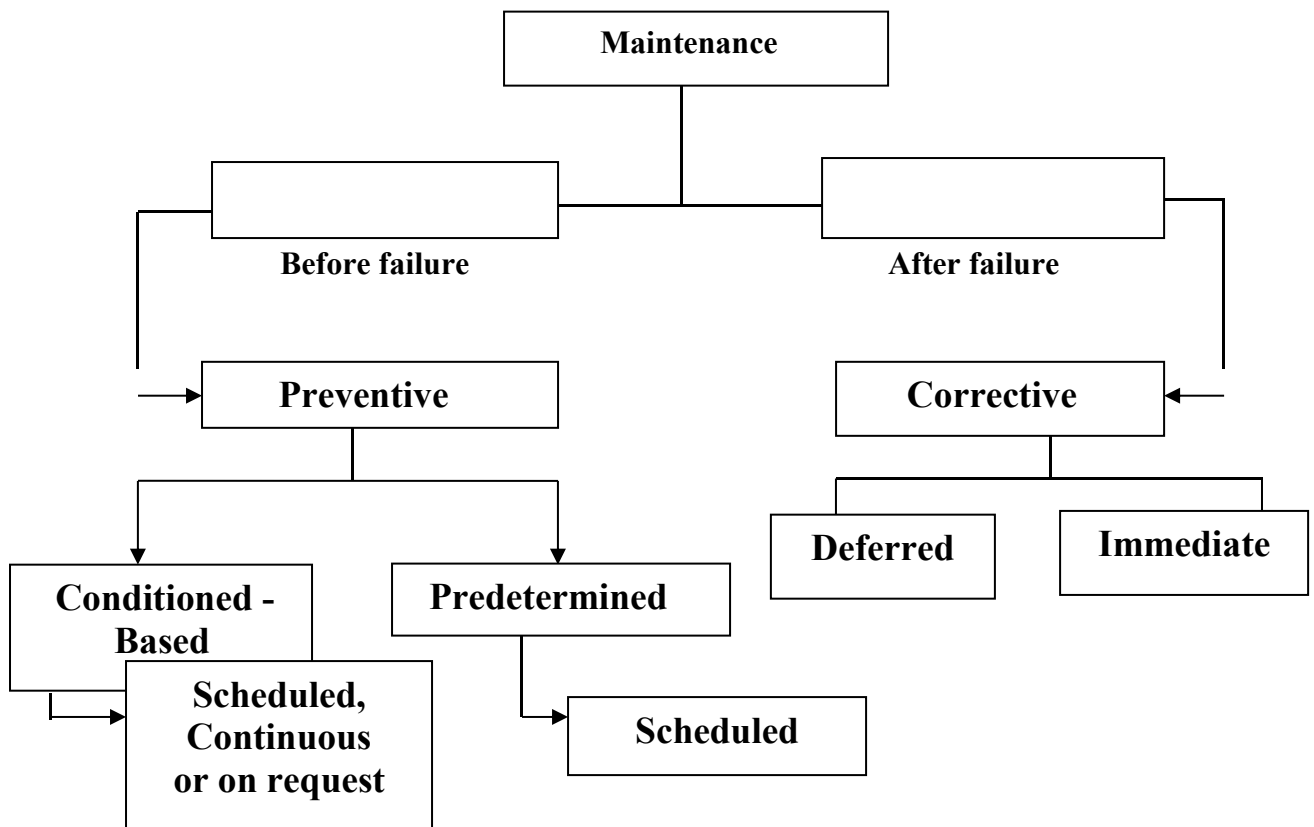 Maintenance
Before failure
After failure
Preventive
Corrective
Deferred
Immediate
Conditioned -
Based
Predetermined
Scheduled,
Continuous
or on request
Scheduled